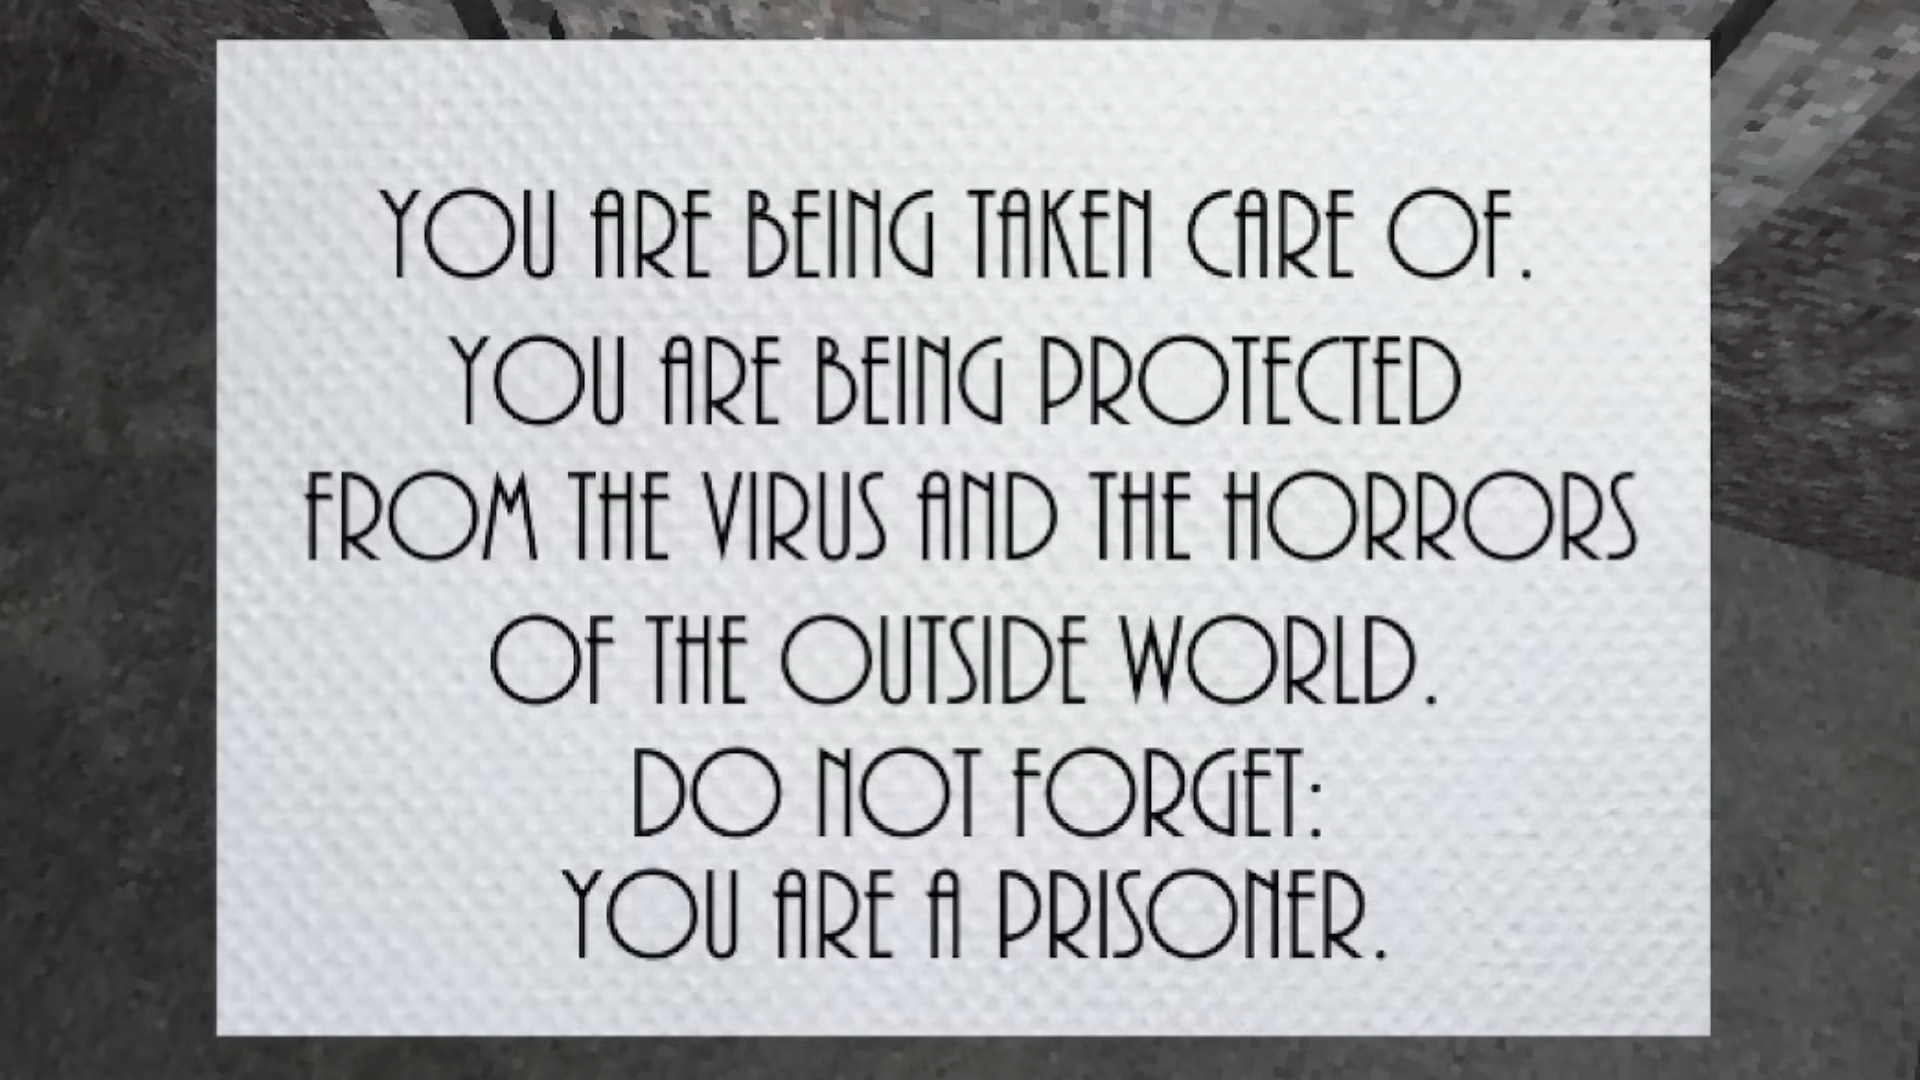 YOU ARE BEING TAKEN CARE OF.
YOU ARE BEING PROTECTED
FROM THE VIRUS AND THE HORRORS
OF THE OUTSIDE WORLD.
DO NOT FORGET:
YOU ARE A PRISONER.